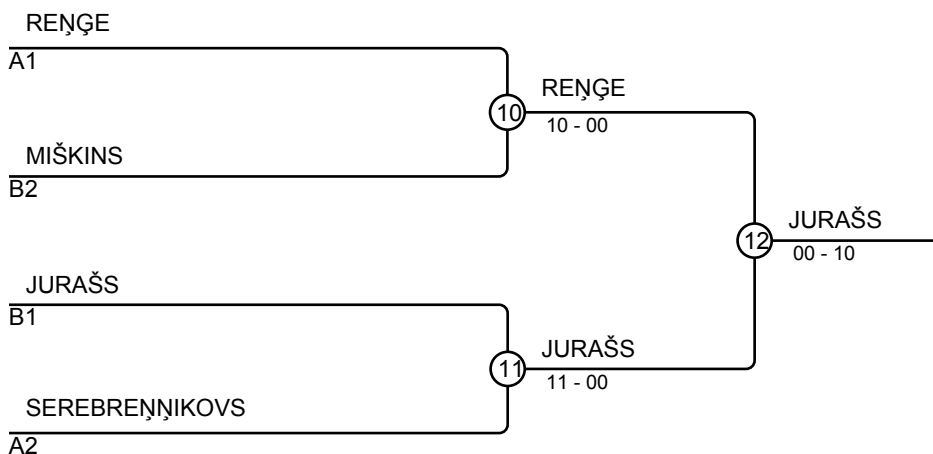 REŅĢE
A1
10
REŅĢE
10 - 00
MIŠKINS
B2
12
JURAŠS
00 - 10
JURAŠS
B1
11
JURAŠS
11 - 00
SEREBREŅŅIKOVS
A2